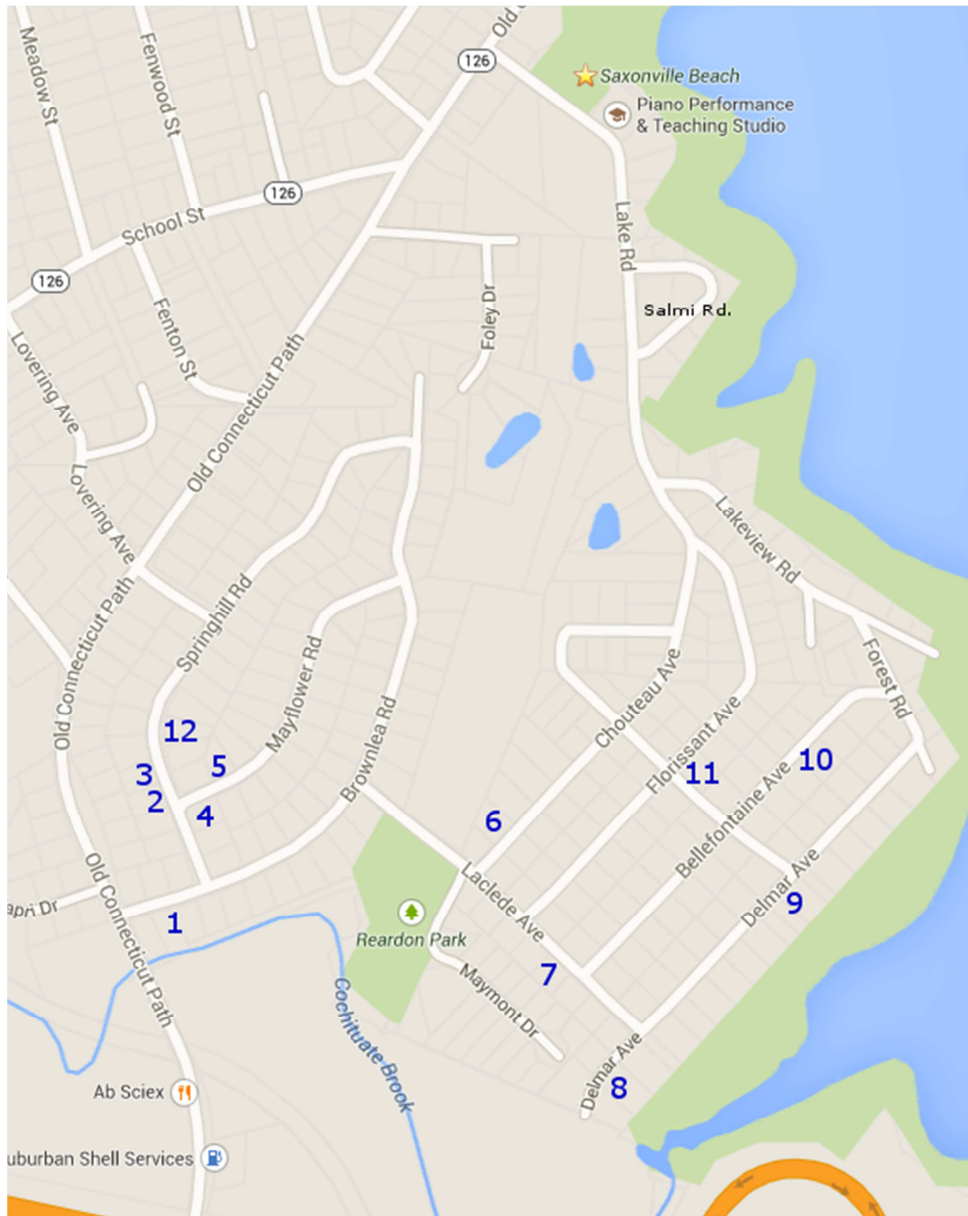 Meadow St
Fenwood St
126
Old
Saxonville Beach
Piano Performance
& Teaching Studio
126
School St
126
Lake Rd
Fenton St
Foley Dr
Salmi Rd.
Lovering Ave
Old Connecticut Path
Lovering Ave
Lakeview Rd
Springhill Rd
Old Connecticut Path
Mayflower Rd
Forest Rd
Chouteau Ave
Brownlea Rd
Florissant Ave
12
5
3
2
4
10
11
6
Bellefontaine Ave
Old Connecticut Path
Laclede Ave
Delmar Ave
9
apri Dr
1
Reardon Park
7
Maymont Dr
Cochituate Brook
Delmar Ave
8
Ab Sciex
uburban Shell Services